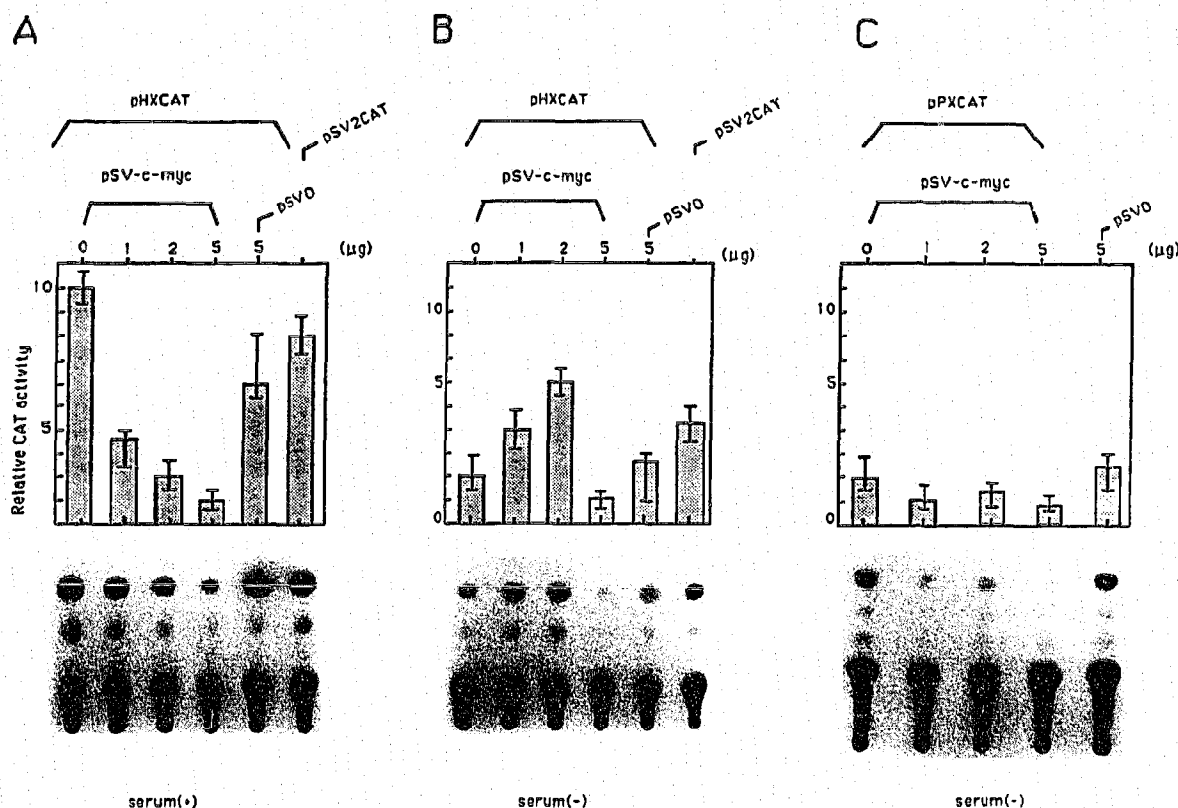 A
pHXCAT
pSV2CAT
pSV-c-myc
pSVO
0 1 2 5 5 (μg)
10
5
Relative CAT activity
serum(+)
B
pHXCAT
pSV2CAT
pSV-c-myc
pSVO
0 1 2 5 5 (μg)
10
5
0
serum(-)
C
pPXCAT
pSV-c-myc
pSVO
0 1 2 5 5 (μg)
10
5
0
serum(-)